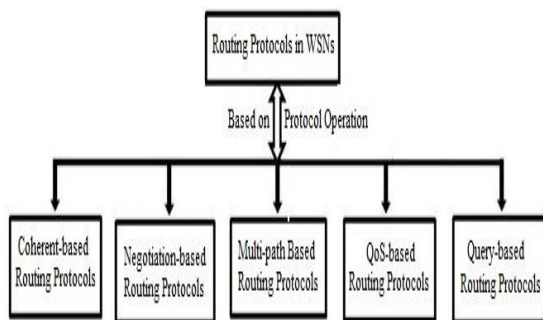 Routing Protocols in WSNs
Based on Protocol Operation
Coherent-based
Routing Protocols
Negotiation-based
Routing Protocols
Multi-path Based
Routing Protocols
QoS-based
Routing Protocols
Query-based
Routing Protocols